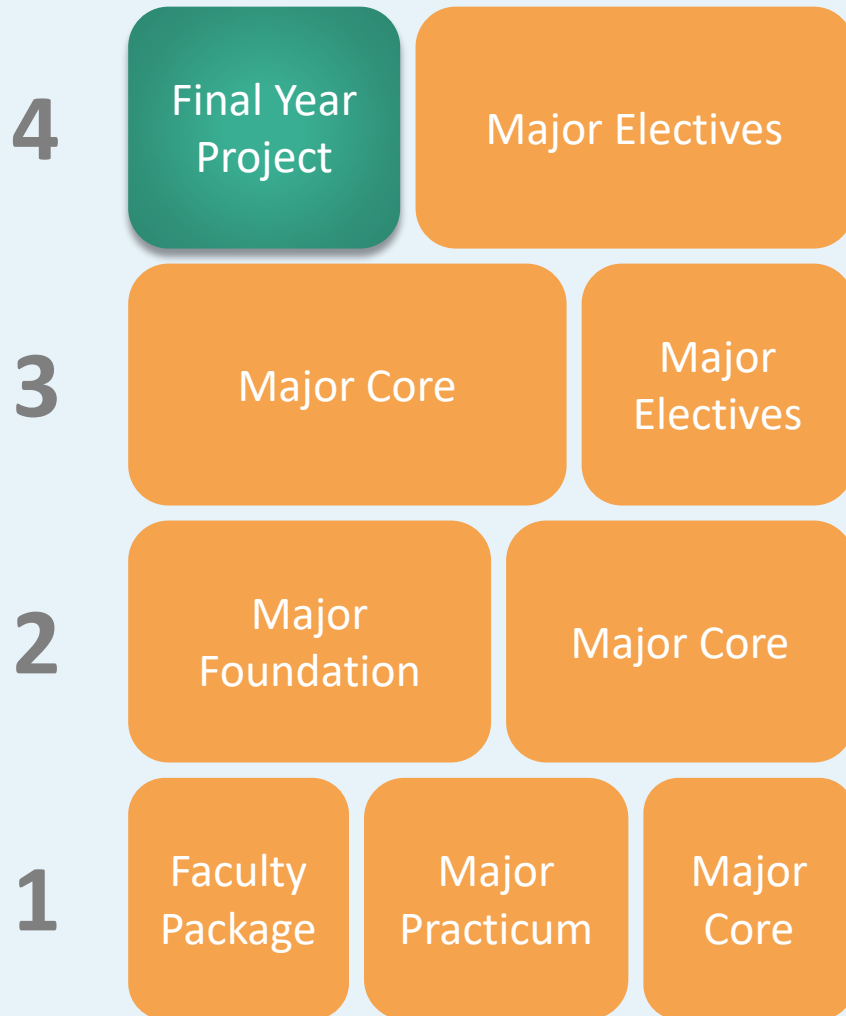 4
Final Year
Project
Major Electives
3
Major Core
Major
Electives
2
Major
Foundation
Major Core
1
Faculty
Package
Major
Practicum
Major
Core